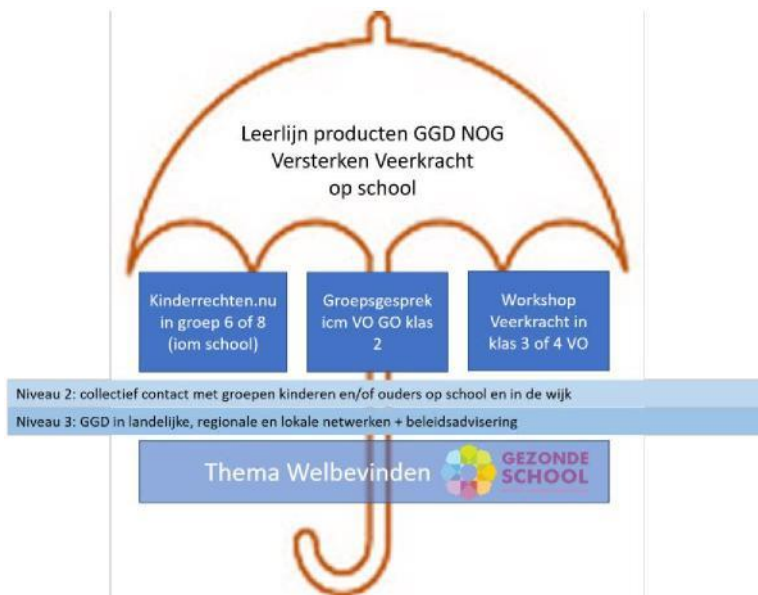 Leerlijn producten GGD NOG
Versterken Veerkracht
op school
Kinderrechten.nu
in groep 6 of 8
(iom school)
Groepsgesprek
icm VO GO klas
2
Workshop
Veerkracht in
klas 3 of 4 VO
Niveau 2: collectief contact met groepen kinderen en/of ouders op school en in de wijk
Niveau 3: GGD in landelijke, regionale en lokale netwerken + beleidsadvisering
Thema Welbevinden
GEZONDE
SCHOOL